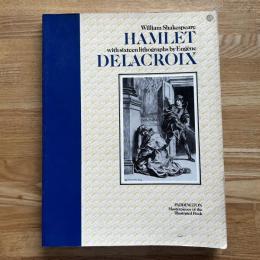 William Shakespeare
HAMLET
with sixteen lithographs by Eugène
DELACROIX
PADDINGTON
Masterpieces of the
Illustrated Book